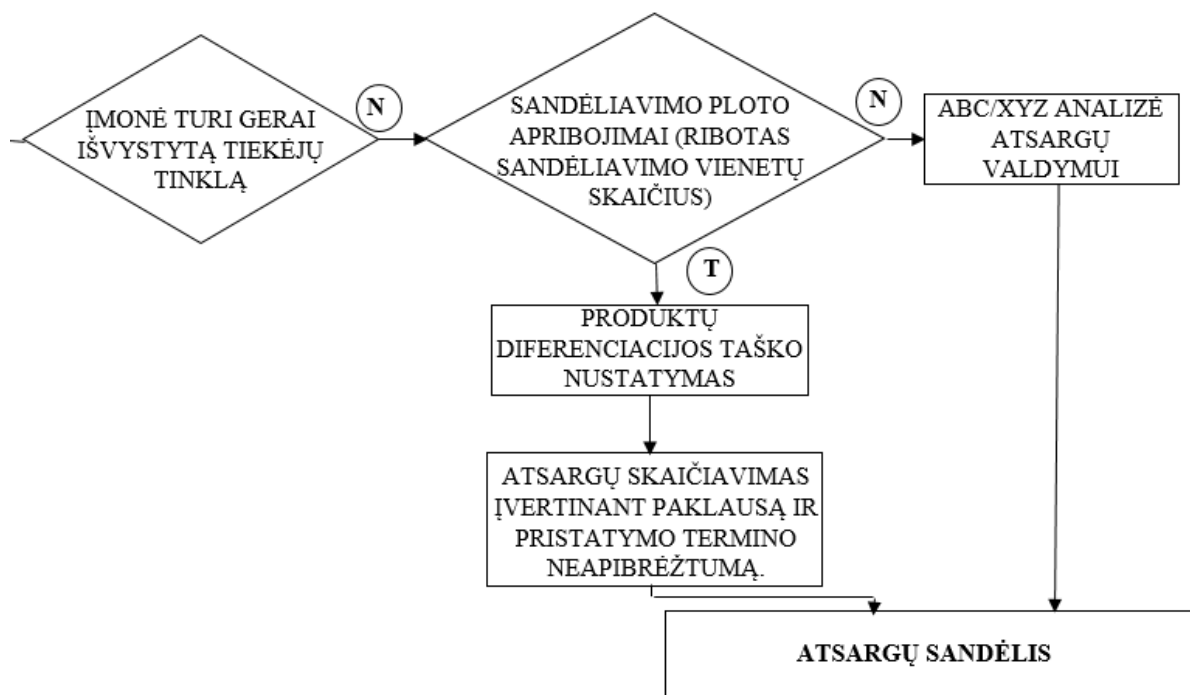 ĮMONĖ TURI GERAI
IŠVYSTYTĄ TIEKĖJŲ
TINKLĄ
N
SANDĖLIAVIMO PLOTO
APRIBOJIMAI (RIBOTAS
SANDĖLIAVIMO VIENETŲ
SKAIČIUS)
N
ABC/XYZ ANALIZĖ
ATSARGŲ
VALDYMUI
T
PRODUKTŲ
DIFERENCIACIJOS TAŠKO
NUSTATYMAS
ATSARGŲ SKAIČIAVIMAS
ĮVERTINANT PAKLAUSĄ IR
PRISTATYMO TERMINO
NEAPIBRĖŽTUMĄ.
ATSARGŲ SANDĖLIS